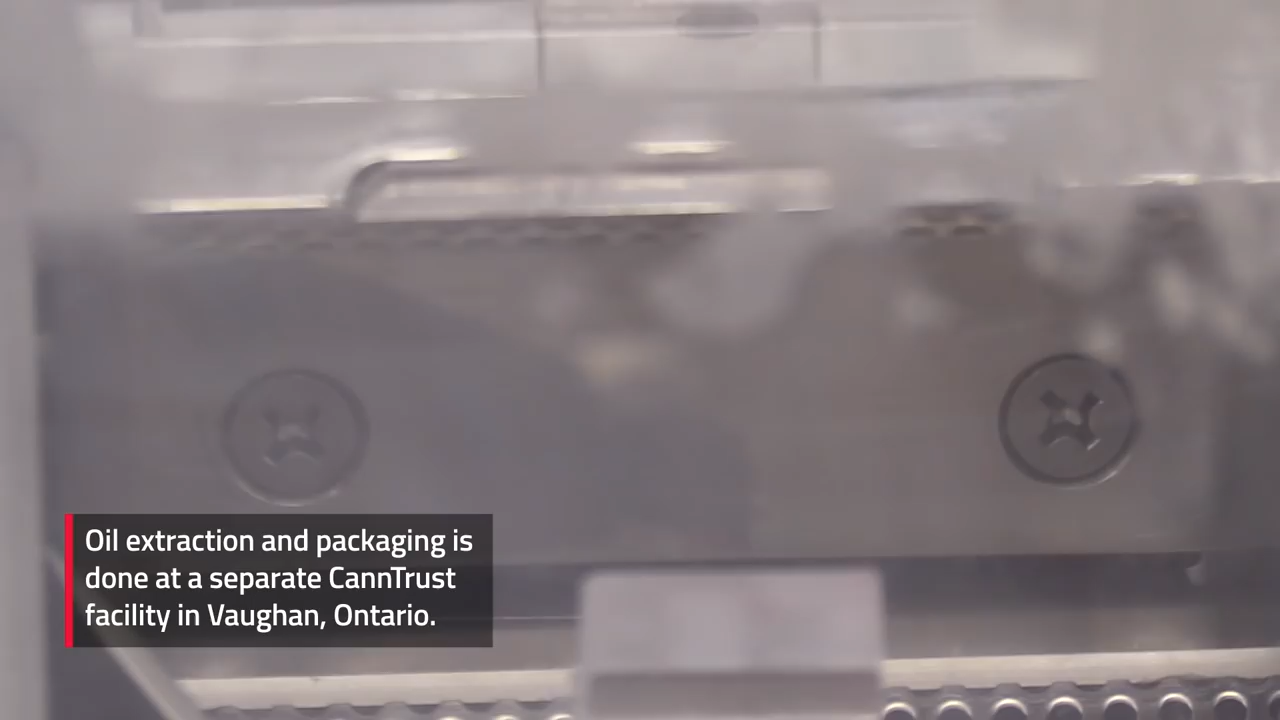 Oil extraction and packaging is
done at a separate CannTrust
facility in Vaughan, Ontario.